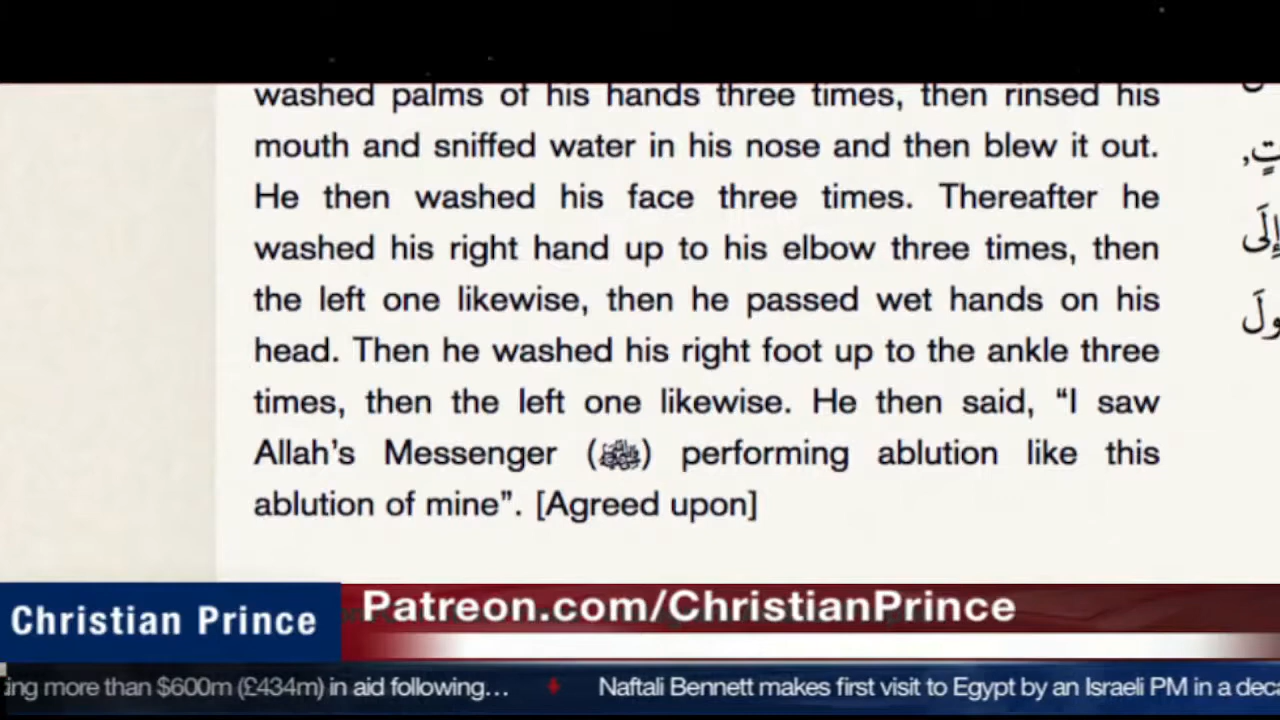 washed palms of his hands three times, then rinsed his
mouth and sniffed water in his nose and then blew it out.
He then washed his face three times. Thereafter he
washed his right hand up to his elbow three times, then
the left one likewise, then he passed wet hands on his
head. Then he washed his right foot up to the ankle three
times, then the left one likewise. He then said, “I saw
Allah’s Messenger (ﷺ) performing ablution like this
ablution of mine”. [Agreed upon]
إِلَى
Christian Prince
Patreon.com/ChristianPrince
ing more than $600m (£434m) in aid following...
Naftali Bennett makes first visit to Egypt by an Israeli PM in a deca